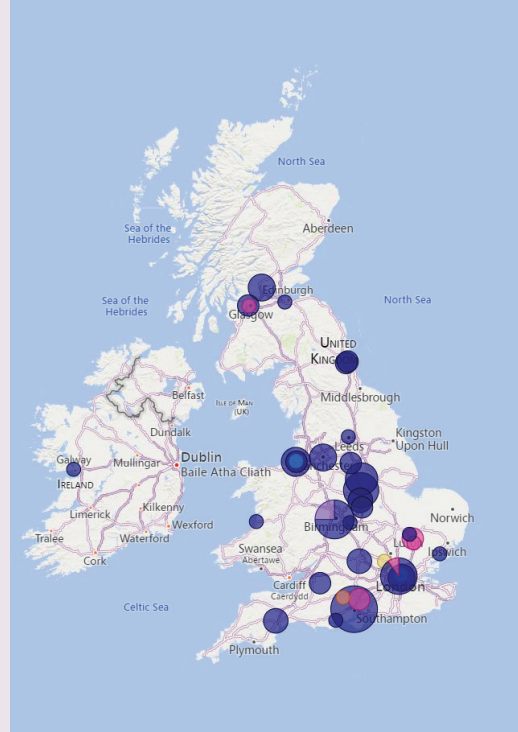 North Sea
Aberdeen
Sea of the
Hebrides
Edinburgh
Sea of the
Hebrides
North Sea
Glasgow
UNITED
Belfast
ISLE OF MAN
(UK)
Middlesbrough
Dundalk
Kingston
Upon Hull
Leeds
Galway
Mullingar
Dublin
Baile Atha Cliath
IRELAND
Kilkenny
Limerick
Wexford
Norwich
Birmingham
Tralee
Waterford
Ipswich
Swansea
Abertawe
Cork
Cardiff
Caerdydd
London
Celtic Sea
Southampton
Plymouth